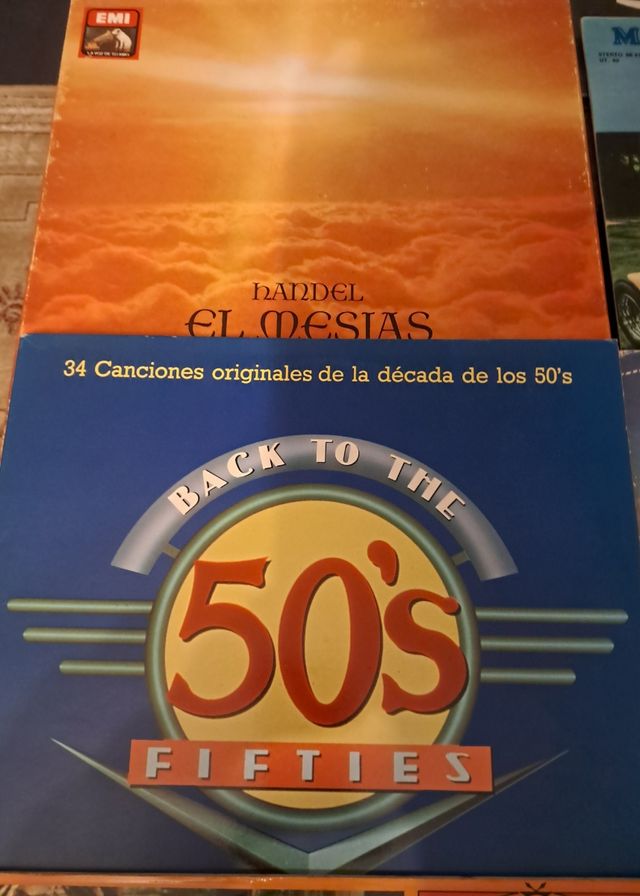 EMI
HANDEL
EL MESIAS
34 Canciones originales de la década de los 50's
BACK TO THE
50's
FIFTIES